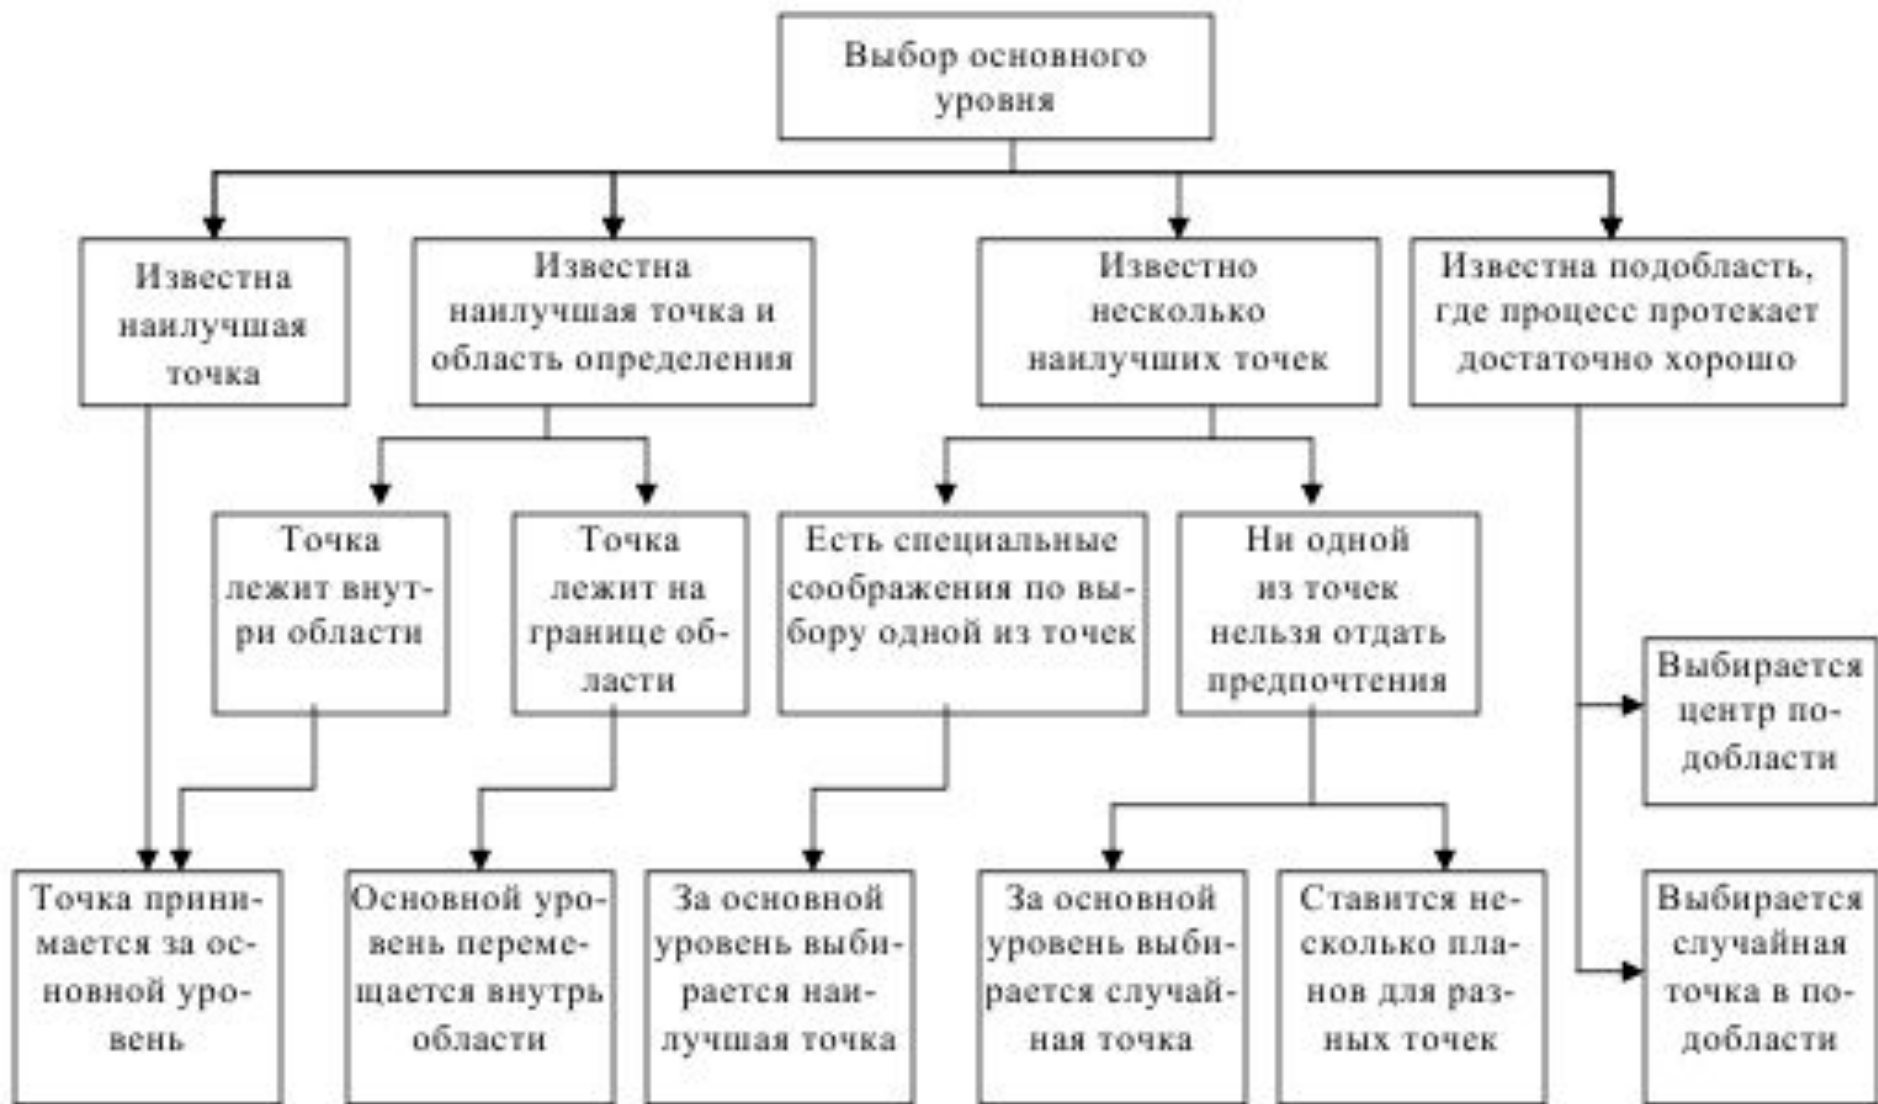 Выбор основного
уровня
Известна
наилучшая
точка
Известна
наилучшая точка и
область определения
Известно
несколько
наилучших точек
Известна подобласть,
где процесс протекает
достаточно хорошо
Точка
лежит внут-
ри области
Точка
лежит на
границе об-
ласти
Есть специальные
соображения по вы-
бору одной из точек
Ни одной
из точек
нельзя отдать
предпочтения
Выбирается
центр по-
добласти
Точка прини-
мается за ос-
новной уро-
вень
Основной уро-
вень переме-
щается внутрь
области
За основной
уровень выби-
рается наи-
лучшая точка
За основной
уровень выби-
рается случай-
ная точка
Ставится не-
сколько пла-
нов для раз-
ных точек
Выбирается
случайная
точка в по-
добласти